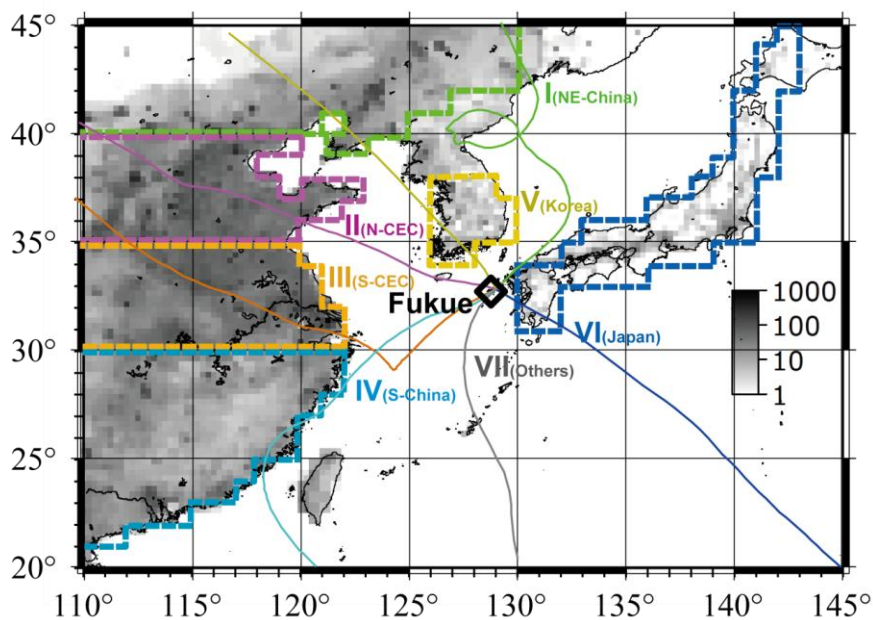 45°
40°
35°
30°
25°
20°
I(NE-China)
V(Korea)
II(N-CEC)
III(S-CEC)
Fukue
IV(S-China)
VII(Others)
VI(Japan)
1000
100
10
1
110° 115° 120° 125° 130° 135° 140° 145°